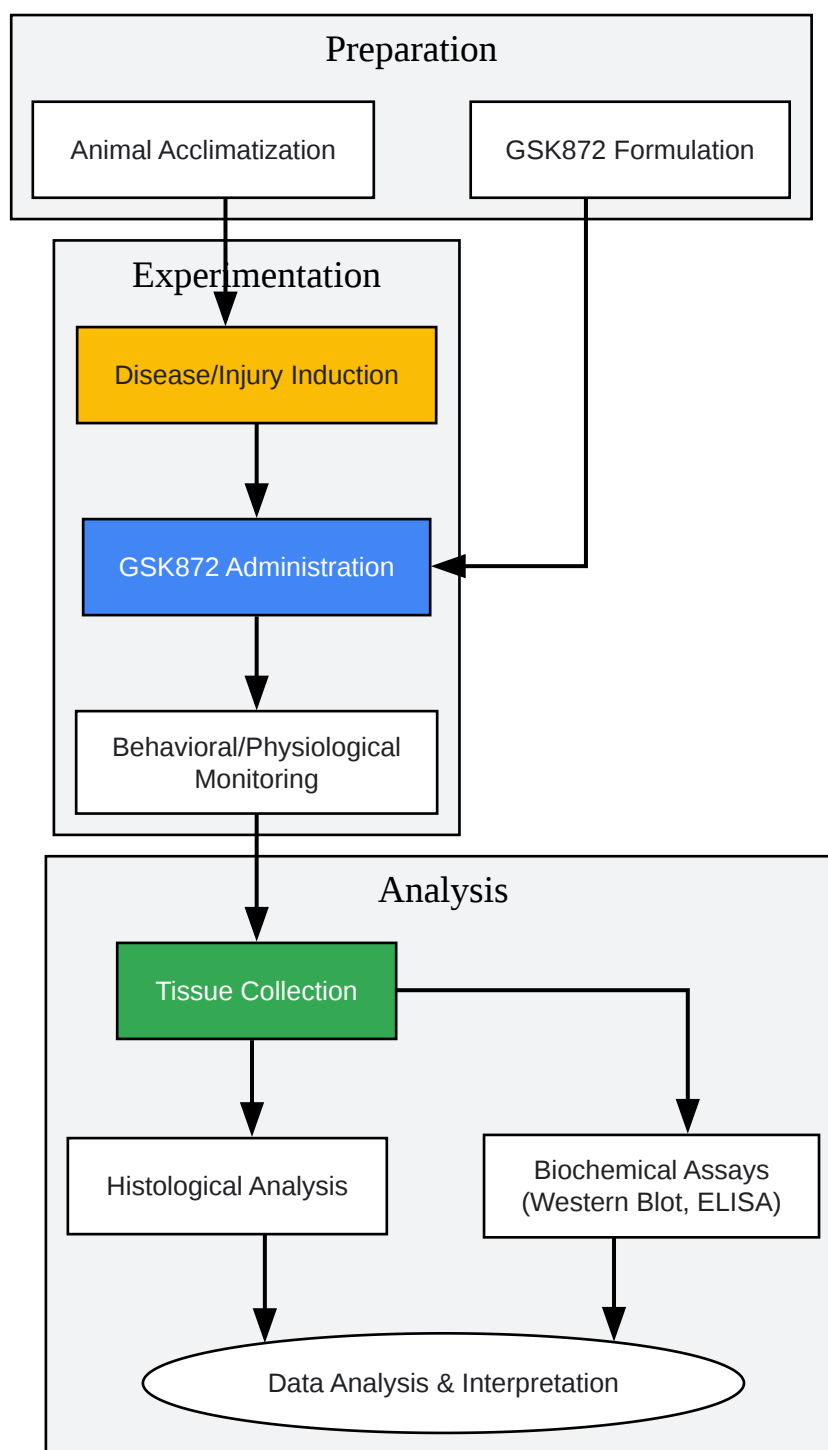 Preparation
Animal Acclimatization
GSK872 Formulation
Experimentation
Disease/Injury Induction
GSK872 Administration
Behavioral/Physiological
Monitoring
Analysis
Tissue Collection
Histological Analysis
Biochemical Assays
(Western Blot, ELISA)
Data Analysis & Interpretation